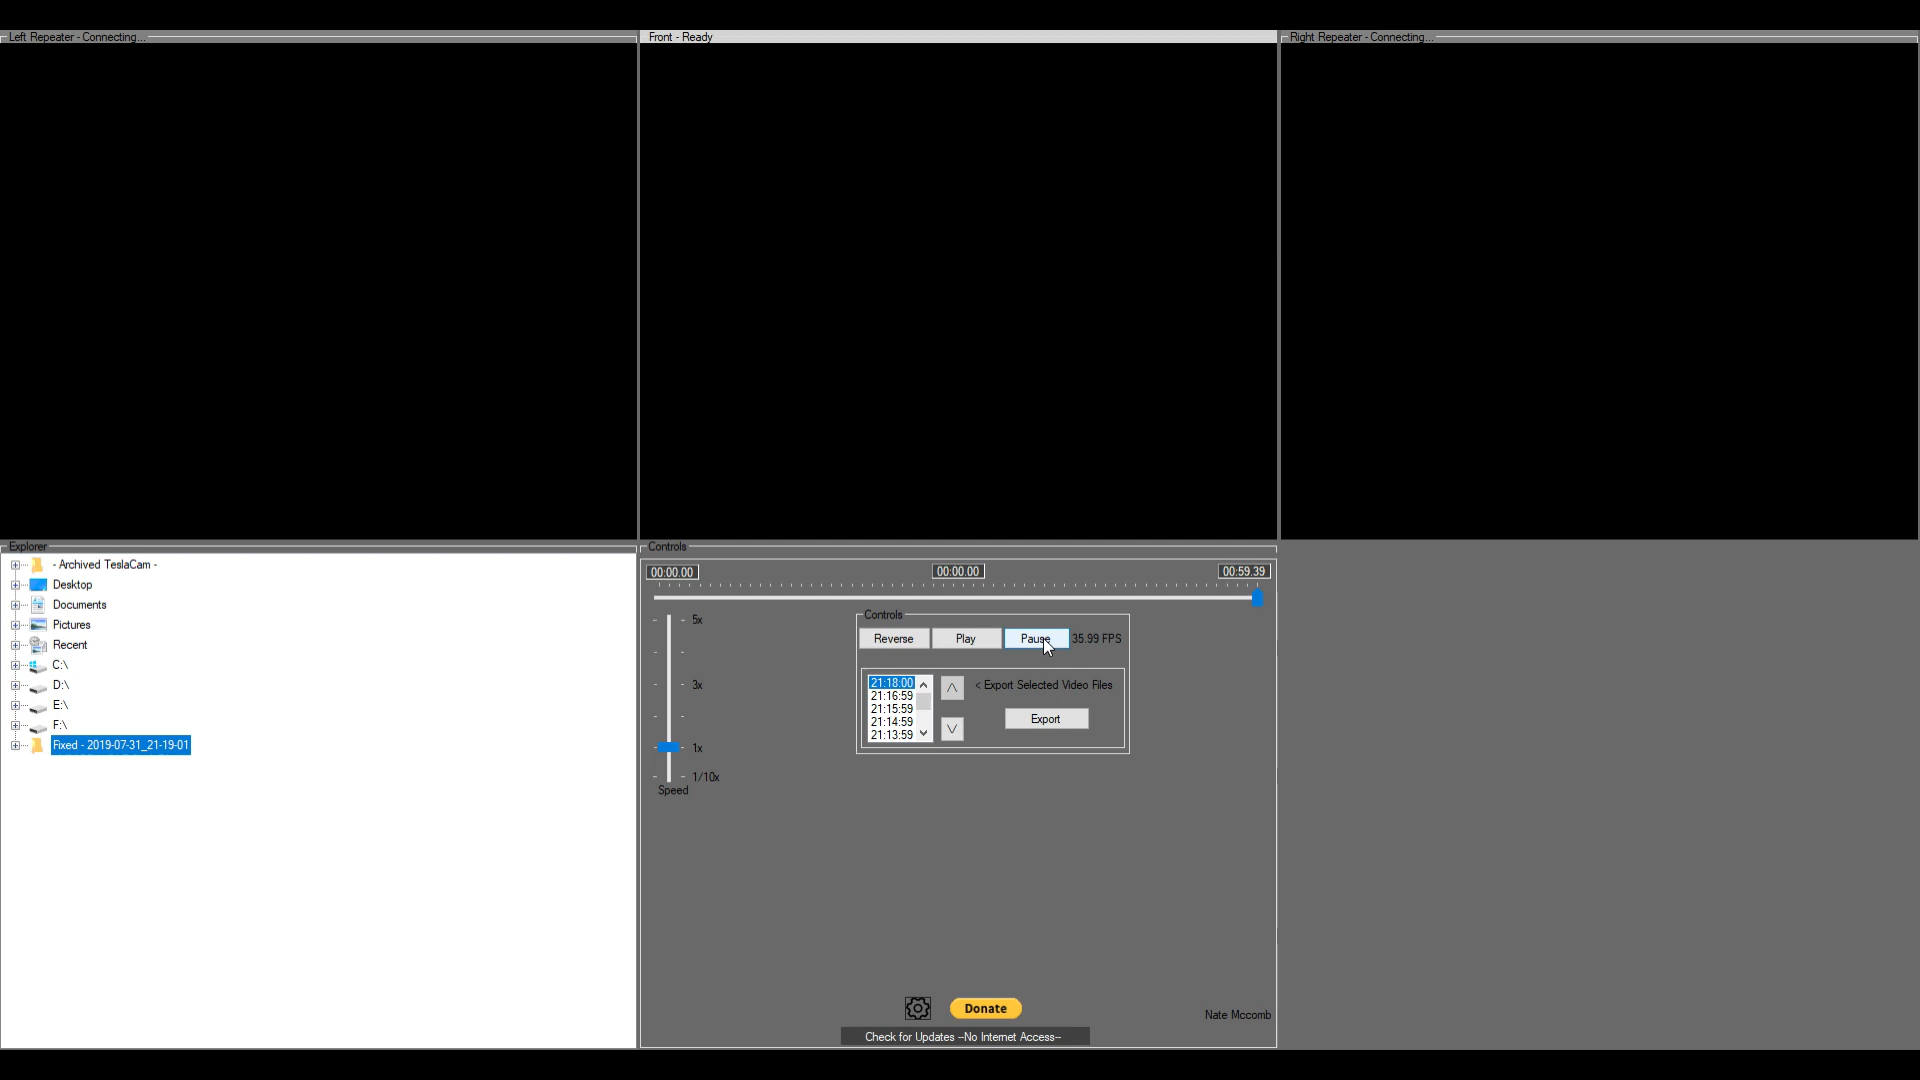 Left Repeater - Connecting...
Front - Ready
Right Repeater - Connecting...
Explorer
- Archived TeslaCam -
Desktop
Documents
Pictures
Recent
C:\
D:\
E:\
F:\
Fixed - 2019-07-31_21-19-01
Controls
00:00.00
00:00.00
00:59.39
5x
3x
1x
1/10x
Speed
Controls
Reverse
Play
Pause
35.99 FPS
21:18:00
21:16:59
21:15:59
21:14:59
21:13:59
< Export Selected Video Files
Export
Donate
Nate Mccomb
Check for Updates --No Internet Access--